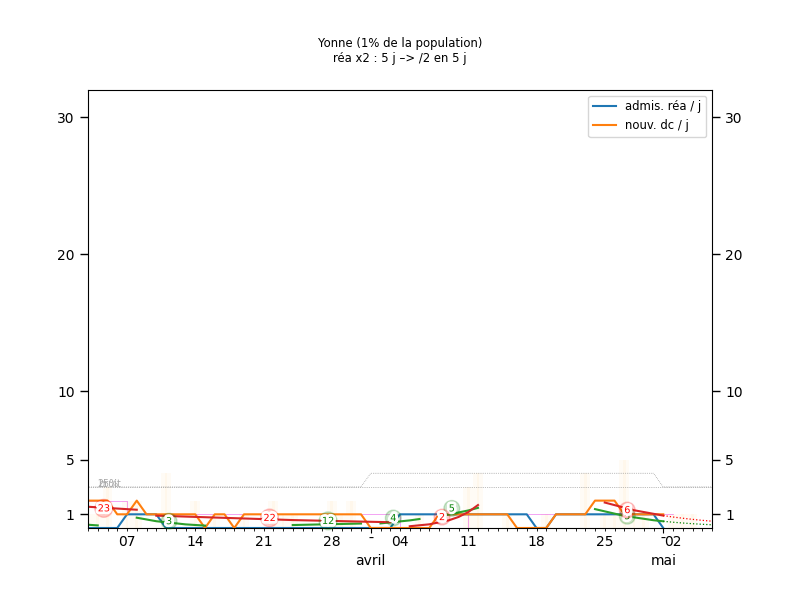 Yonne (1% de la population)
réa x2 : 5 j –> /2 en 5 j
admis. réa / j
nouv. dc / j
30 30
20 20
10 10
5 5
1 1
23 3 22 12 4 2 5 6
07 14 21 28 - 04 11 18 25 -02
avril mai